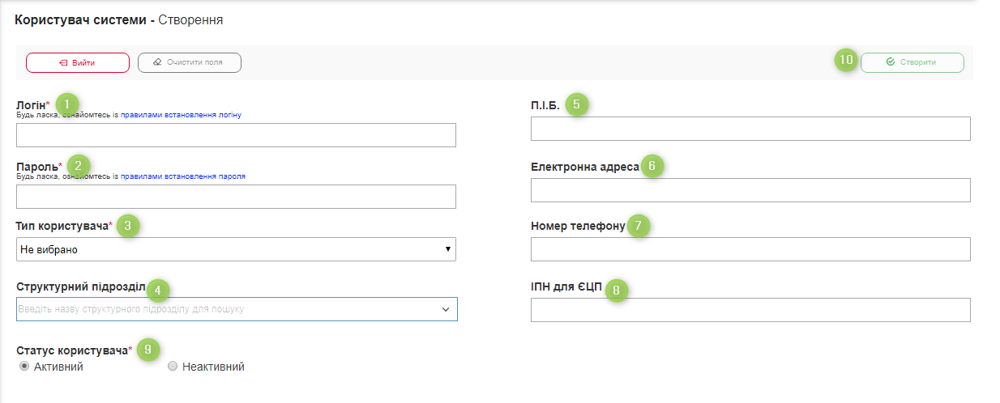 Користувач системи - Створення
Вийти
Очистити поля
10
Створити
Логін* 1
Будь ласка, ознайомтесь із правилами встановлення логіну
П.І.Б. 5
Пароль* 2
Будь ласка, ознайомтесь із правилами встановлення пароля
Електронна адреса 6
Тип користувача* 3
Не вибрано
Номер телефону 7
Структурний підрозділ 4
Введіть назву структурного підрозділу для пошуку
ІПН для ЄЦП 8
Статус користувача* 9
Активний
Неактивний